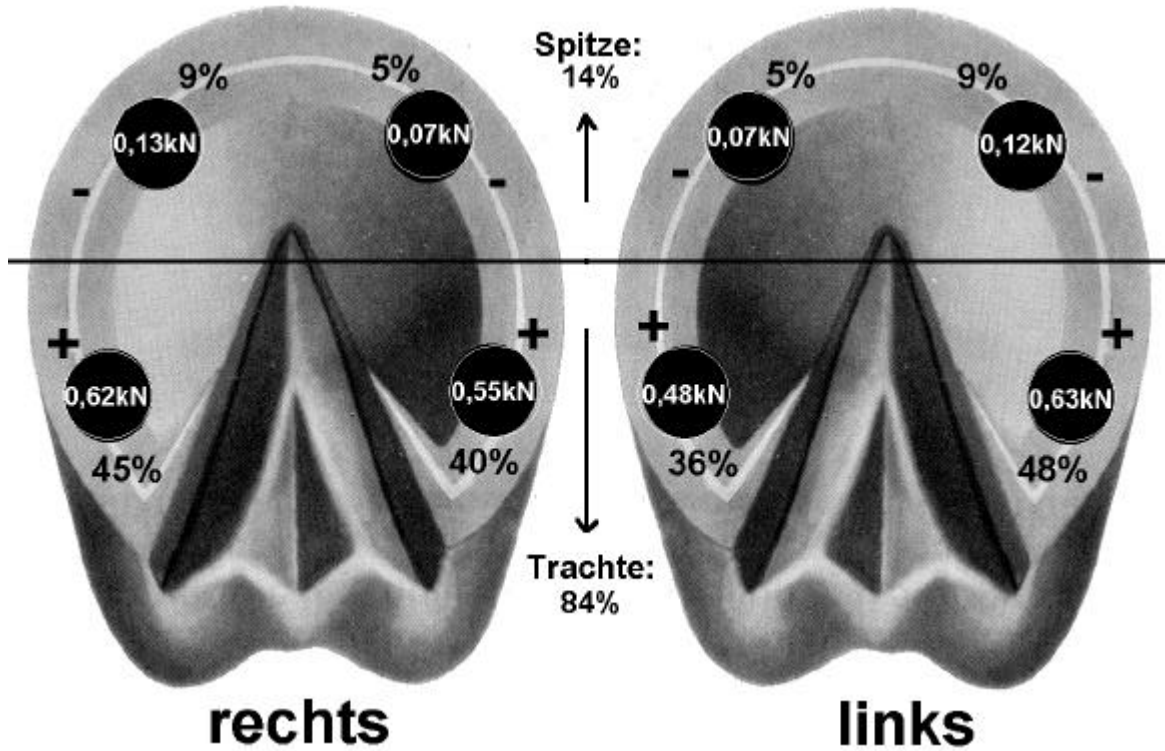 Spitze:
14%
9%
5%
5%
9%
0,13kN
0,07kN
0,07kN
0,12kN
-
-
-
-
+
+
+
+
0,62kN
0,55kN
0,48kN
0,63kN
45%
40%
36%
48%
Trachte:
84%
rechts
links